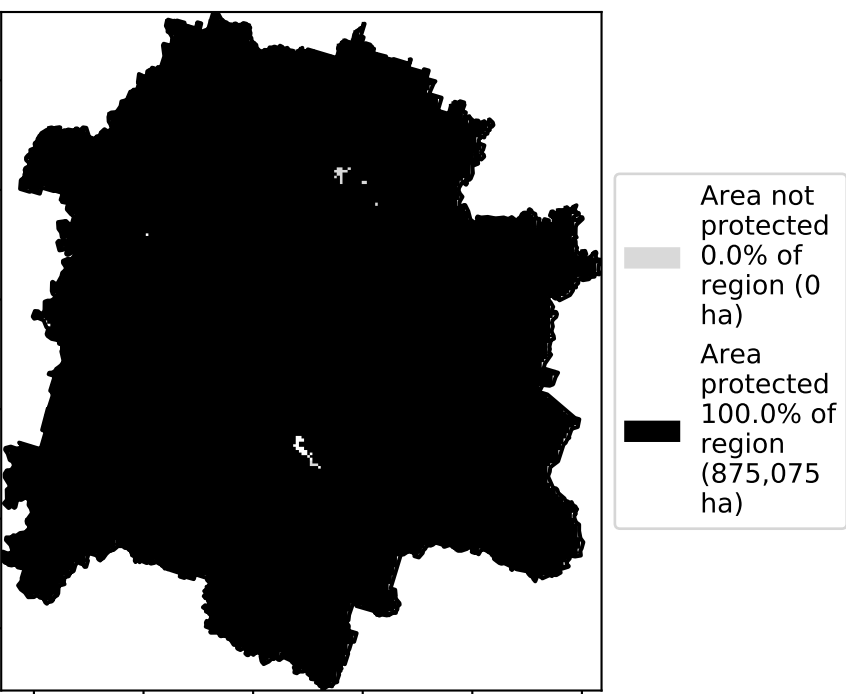 Area not
protected
0.0% of
region (0
ha)
Area
protected
100.0% of
region
(875,075
ha)